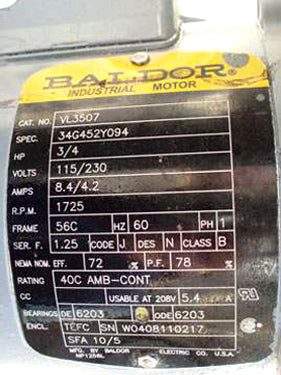 BALDOR
INDUSTRIAL MOTOR
CAT. NO. VL3507
SPEC. 34G452Y094
HP 3/4
VOLTS 115/230
AMPS 8.4/4.2
R.P.M. 1725
FRAME 56C HZ 60 PH 1
SER. F. 1.25 CODE J DES N CLASS B
NEMA NOM. EFF. 72 % P.F. 78 %
RATING 40C AMB-CONT
CC USABLE AT 208V 5.4 A
BEARINGS DE 6203 ODE 6203
ENCL. TEFC SN W0408110217
SFA 10/5
MFG. BY BALDOR ELECTRIC CO. U.S.A.
NP1256L